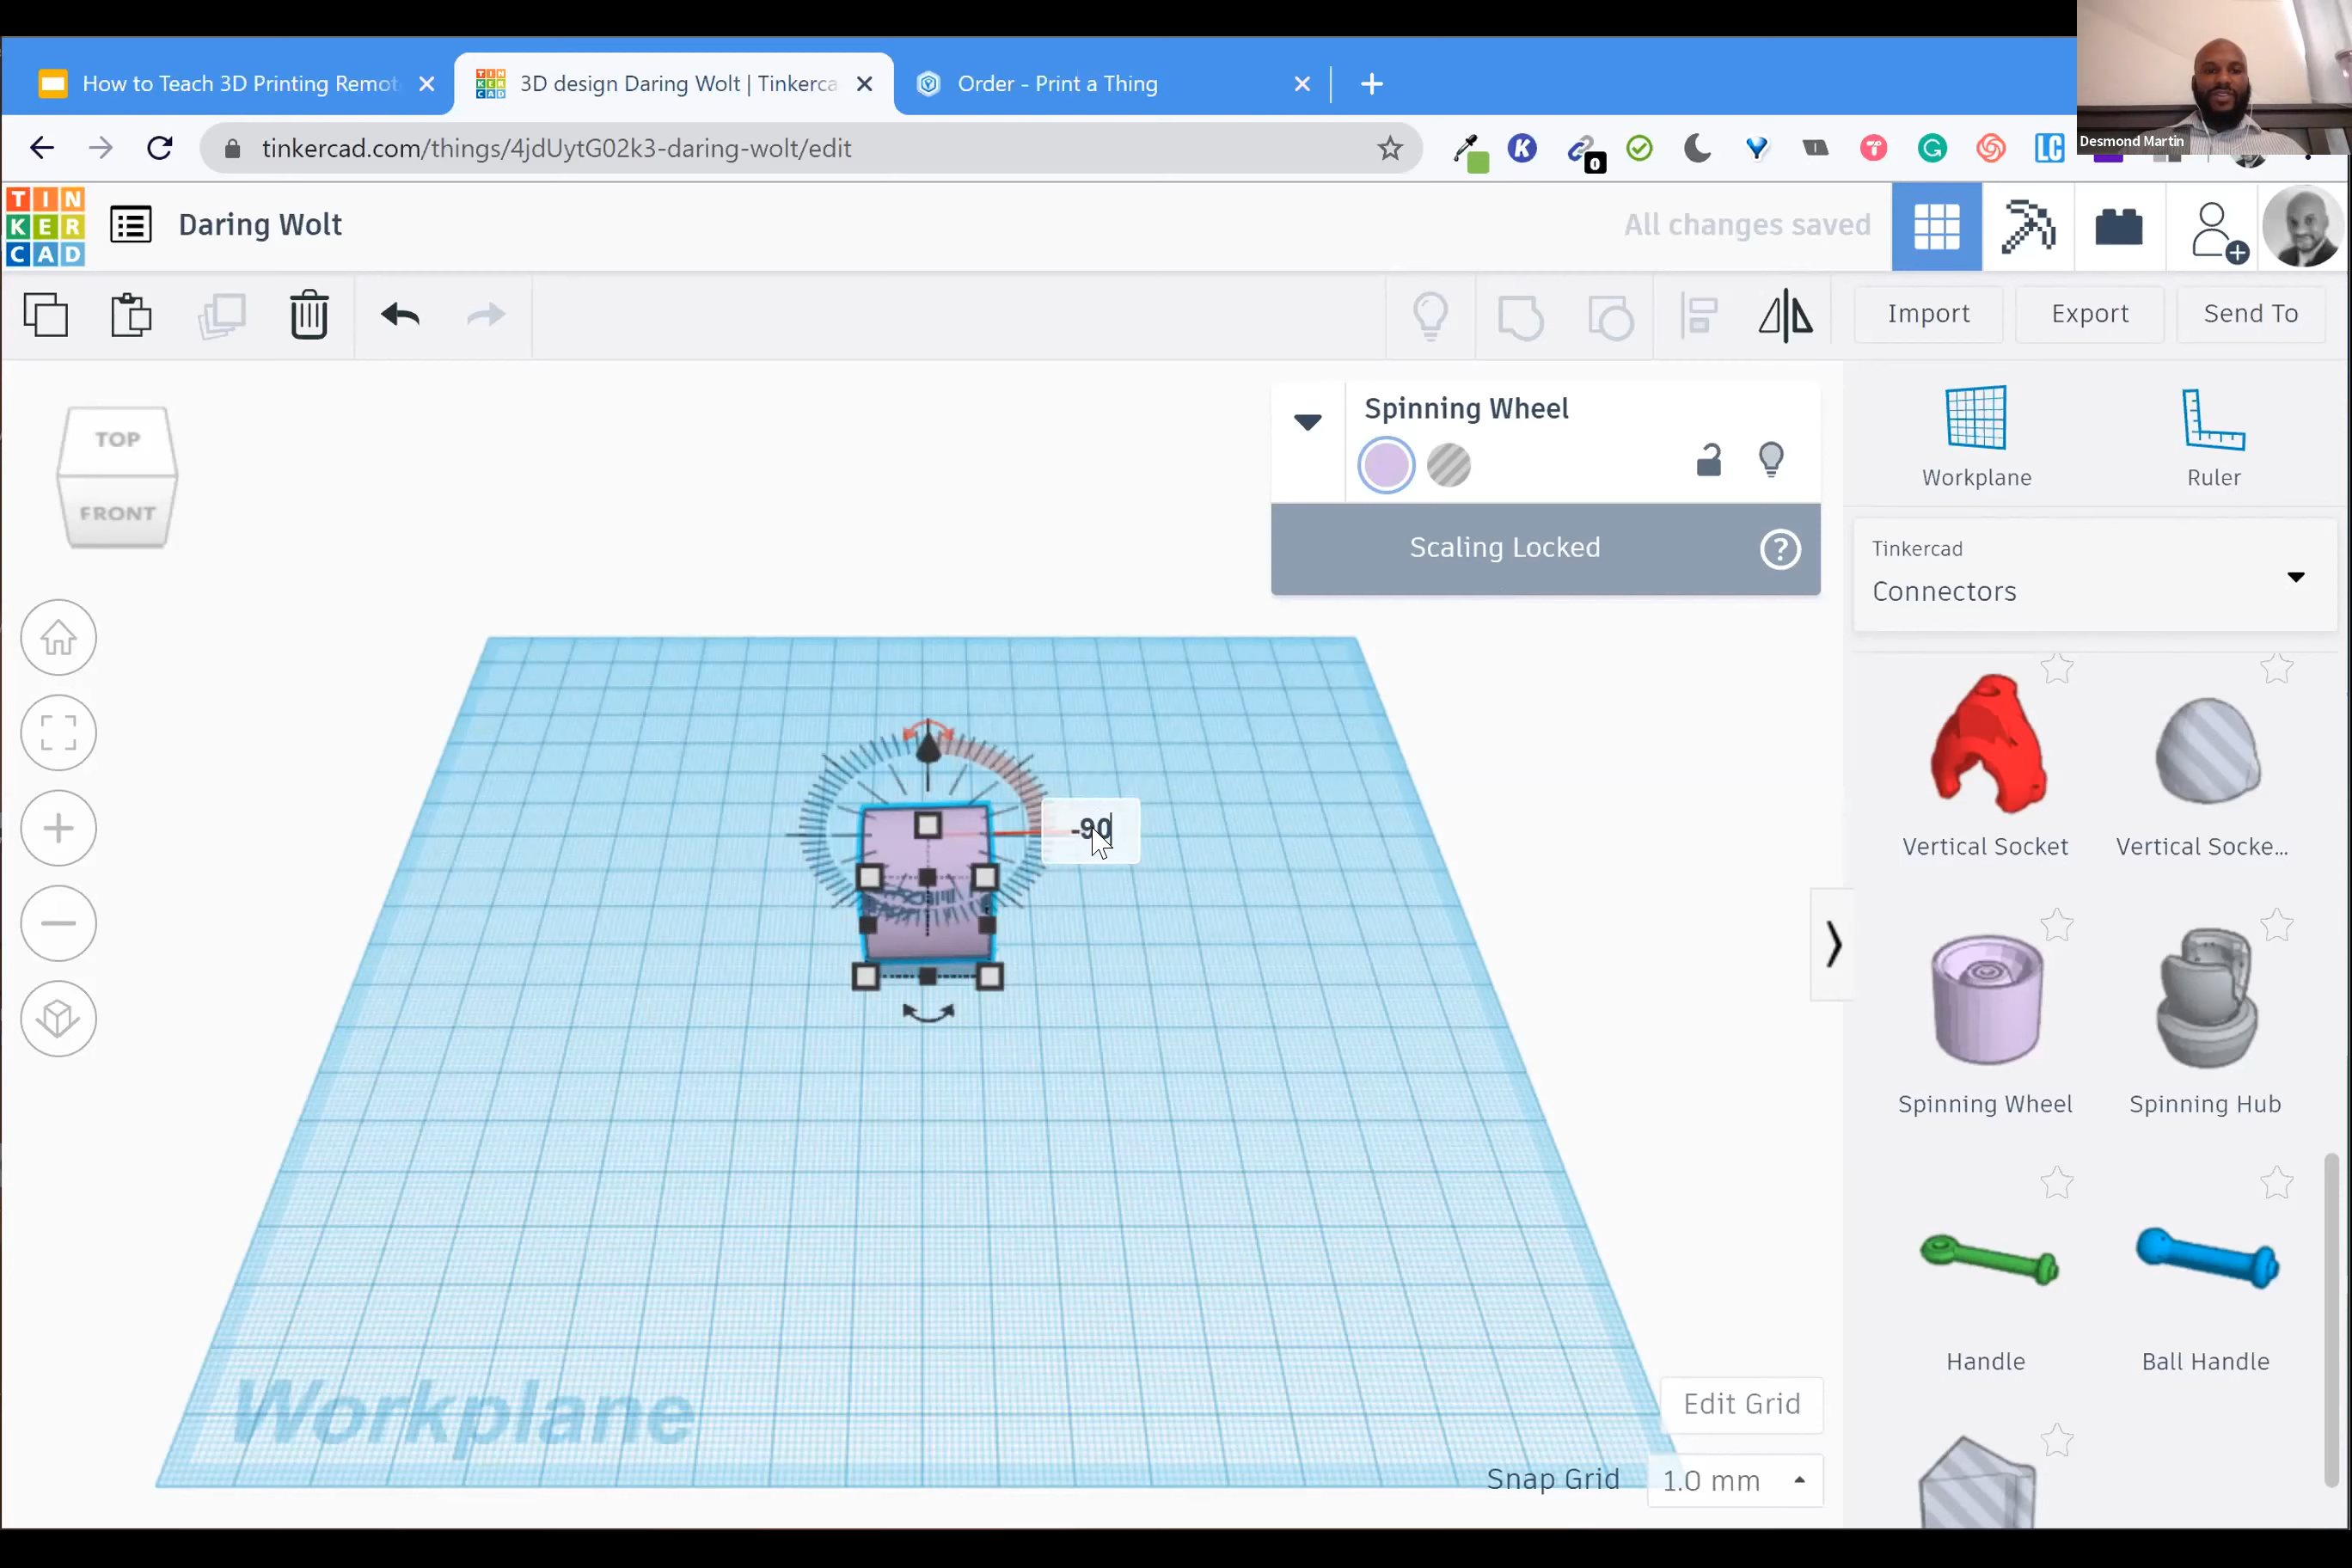 How to Teach 3D Printing Remot
3D design Daring Wolt | Tinkerca
Order - Print a Thing
Desmond Martin
tinkercad.com/things/4jdUytG02k3-daring-wolt/edit
0
K
T
G
LC
TIN
KER
CAD
Daring Wolt
All changes saved
Import
Export
Send To
TOP
FRONT
Spinning Wheel
Scaling Locked
?
Workplane
Ruler
Tinkercad
Connectors
-90
Vertical Socket
Vertical Socke...
Spinning Wheel
Spinning Hub
Handle
Ball Handle
Workplane
Edit Grid
Snap Grid
1.0 mm